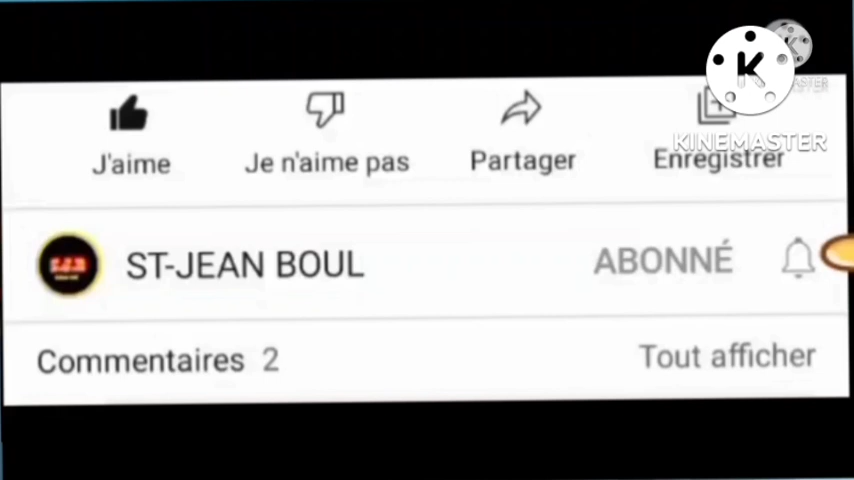 KINEMASTER
J'aime
Je n'aime pas
Partager
Enregistrer
ST-JEAN BOUL
ABONNÉ
Commentaires 2
Tout afficher